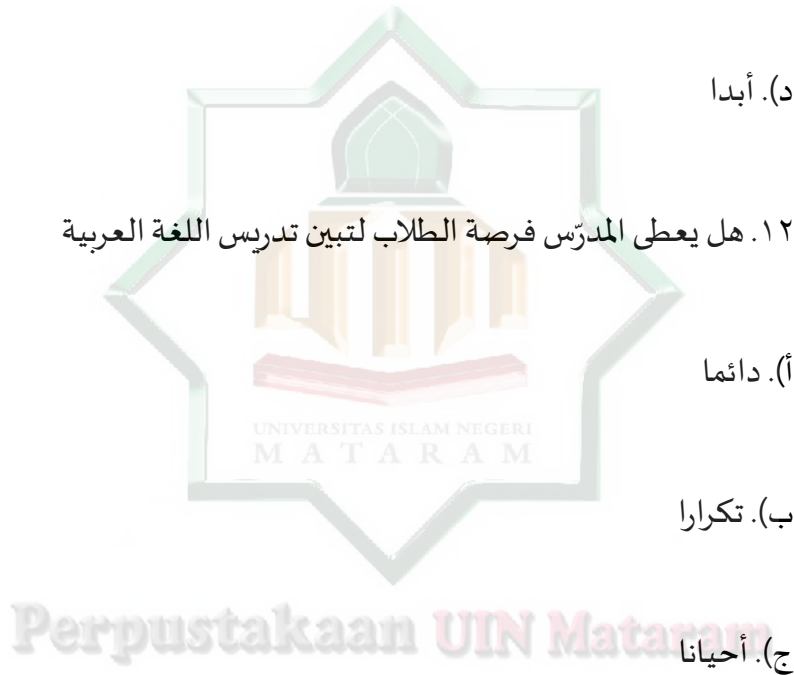 د). أبدا
١٢. هل يعطى المدرّس فرصة الطلاب لتبين تدريس اللغة العربية
أ). دائما
UNIVERSITAS ISLAM NEGERI
MATARAM
ب). تكرارا
Perpustakaan UIN Mataram
ج). أحيانا